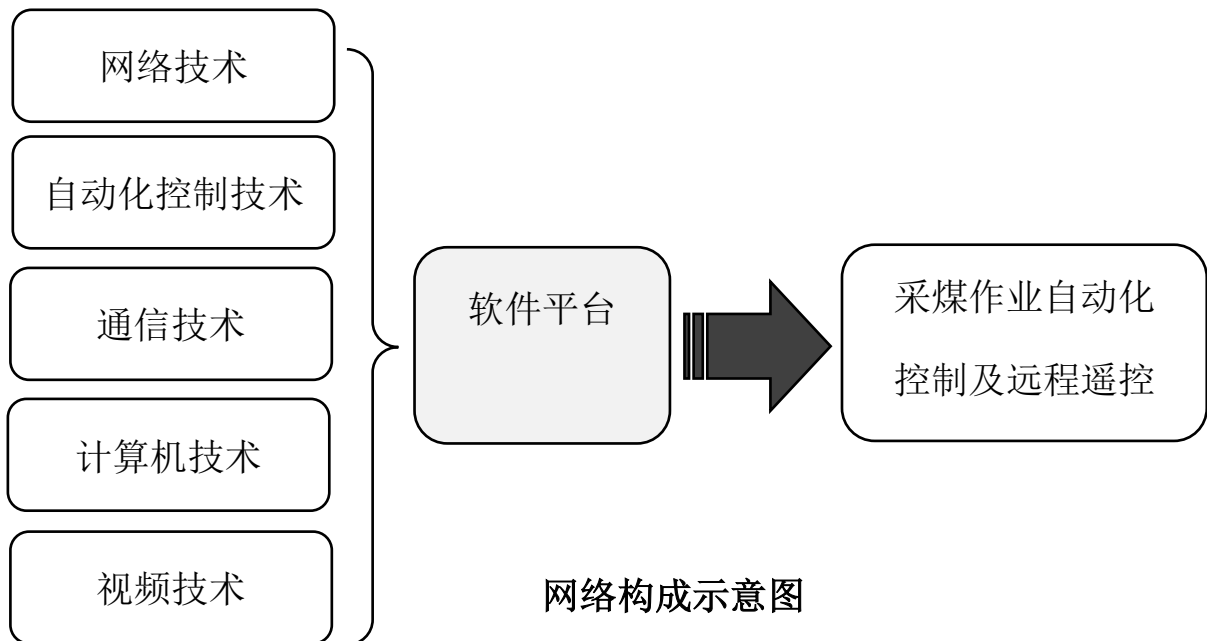 网络技术
自动化控制技术
通信技术
计算机技术
视频技术
软件平台
采煤作业自动化
控制及远程遥控
网络构成示意图